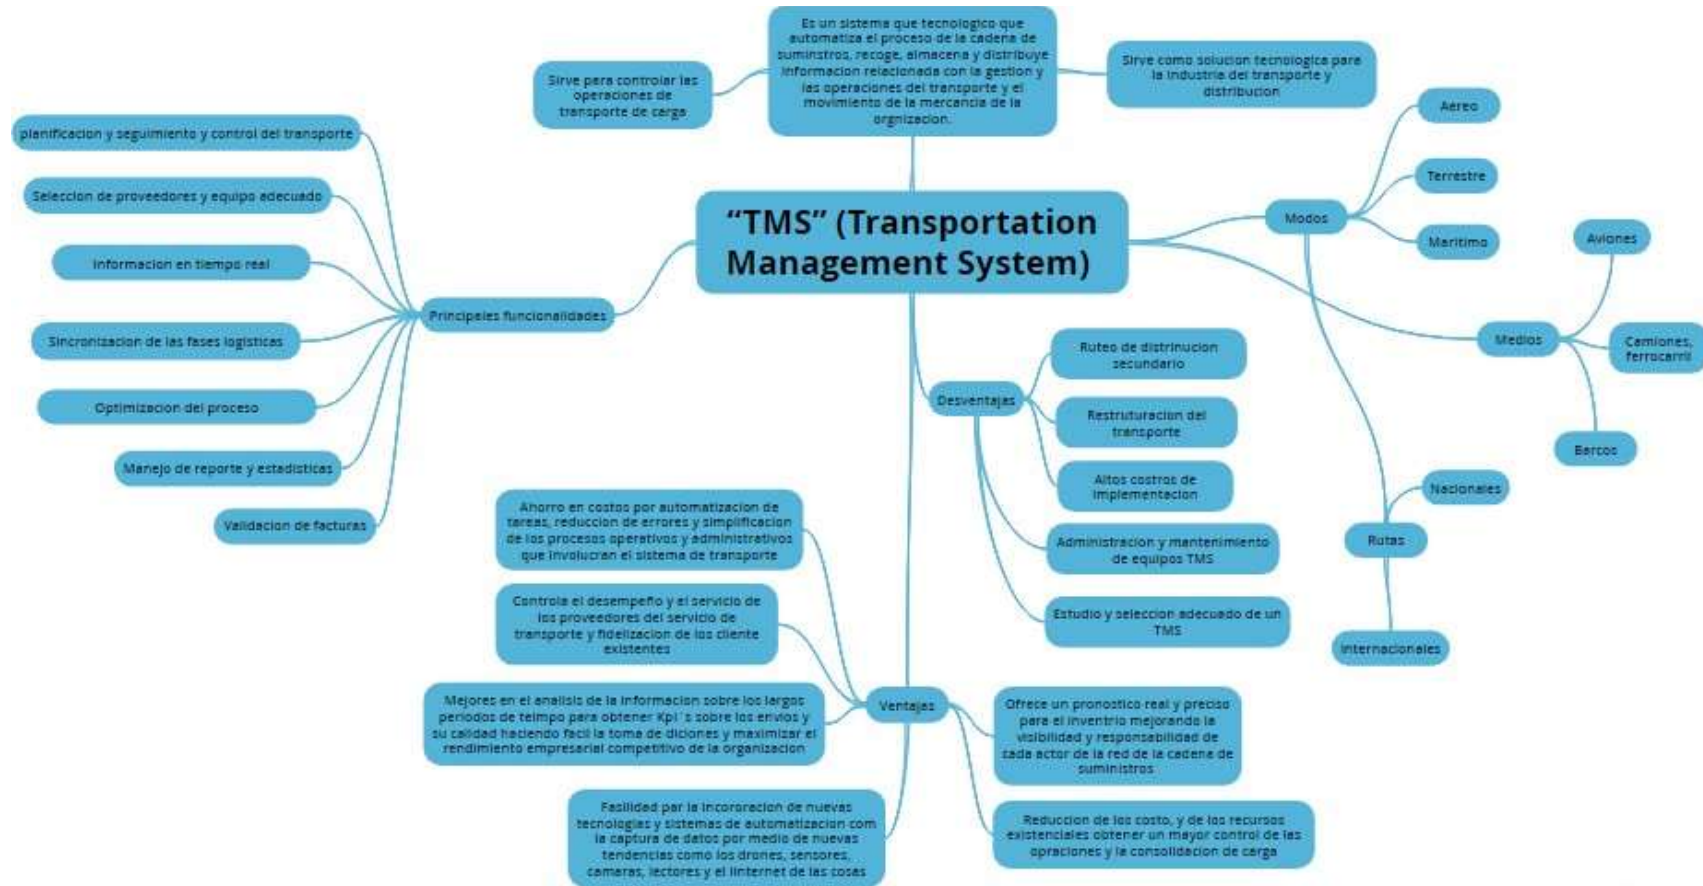 Es un sistema que tecnologico que
automatiza el proceso de la cadena de
suminstros, recoge, almacena y distribuye
informacion relacionada con la gestion y
las operaciones del transporte y el
movimiento de la mercancia de la
orgnizacion.
Sirve para controlar las
operaciones de
transporte de carga
Sirve como solucion tecnologica para
la industria del transporte y
distribucion
“TMS” (Transportation
Management System)
Principales funcionalidades
planificacion y seguimiento y control del transporte
Seleccion de proveedores y equipo adecuado
Informacion en tiempo real
Sincronizacion de las fases logisticas
Optimizacion del proceso
Manejo de reporte y estadisticas
Validacion de facturas
Modos
Aereo
Terrestre
Maritimo
Medios
Aviones
Camiones,
ferrocarril
Barcos
Rutas
Nacionales
Internacionales
Desventajas
Ruteo de distrinucion
secundario
Restruturacion del
transporte
Altos costros de
implementacion
Administracion y mantenimiento
de equipos TMS
Estudio y seleccion adecuado de un
TMS
Ventajas
Ahorro en costos por automatizacion de
tareas, reduccion de errores y simplificacion
de los procesos operativos y administrativos
que involucran el sistema de transporte
Controla el desempeño y el servicio de
los proveedores del servicio de
transporte y fidelizacion de los cliente
existentes
Mejores en el analisis de la informacion sobre los largos
periodos de teimpo para obtener Kpi´s sobre los envios y
su calidad haciendo facil la toma de diciones y maximizar el
rendimiento empresarial competitivo de la organizacion
Fasilidad par la incororacion de nuevas
tecnologias y sistemas de automatizacion com
la captura de datos por medio de nuevas
tendencias como los drones, sensores,
camaras, lectores y el iinternet de las cosas
Ofrece un pronostico real y preciso
para el inventrio mejorando la
visibilidad y responsabilidad de
cada actor de la red de la cadena de
suministros
Reduccion de los costo, y de los recursos
existenciales obtener un mayor control de las
opraciones y la consolidacion de carga